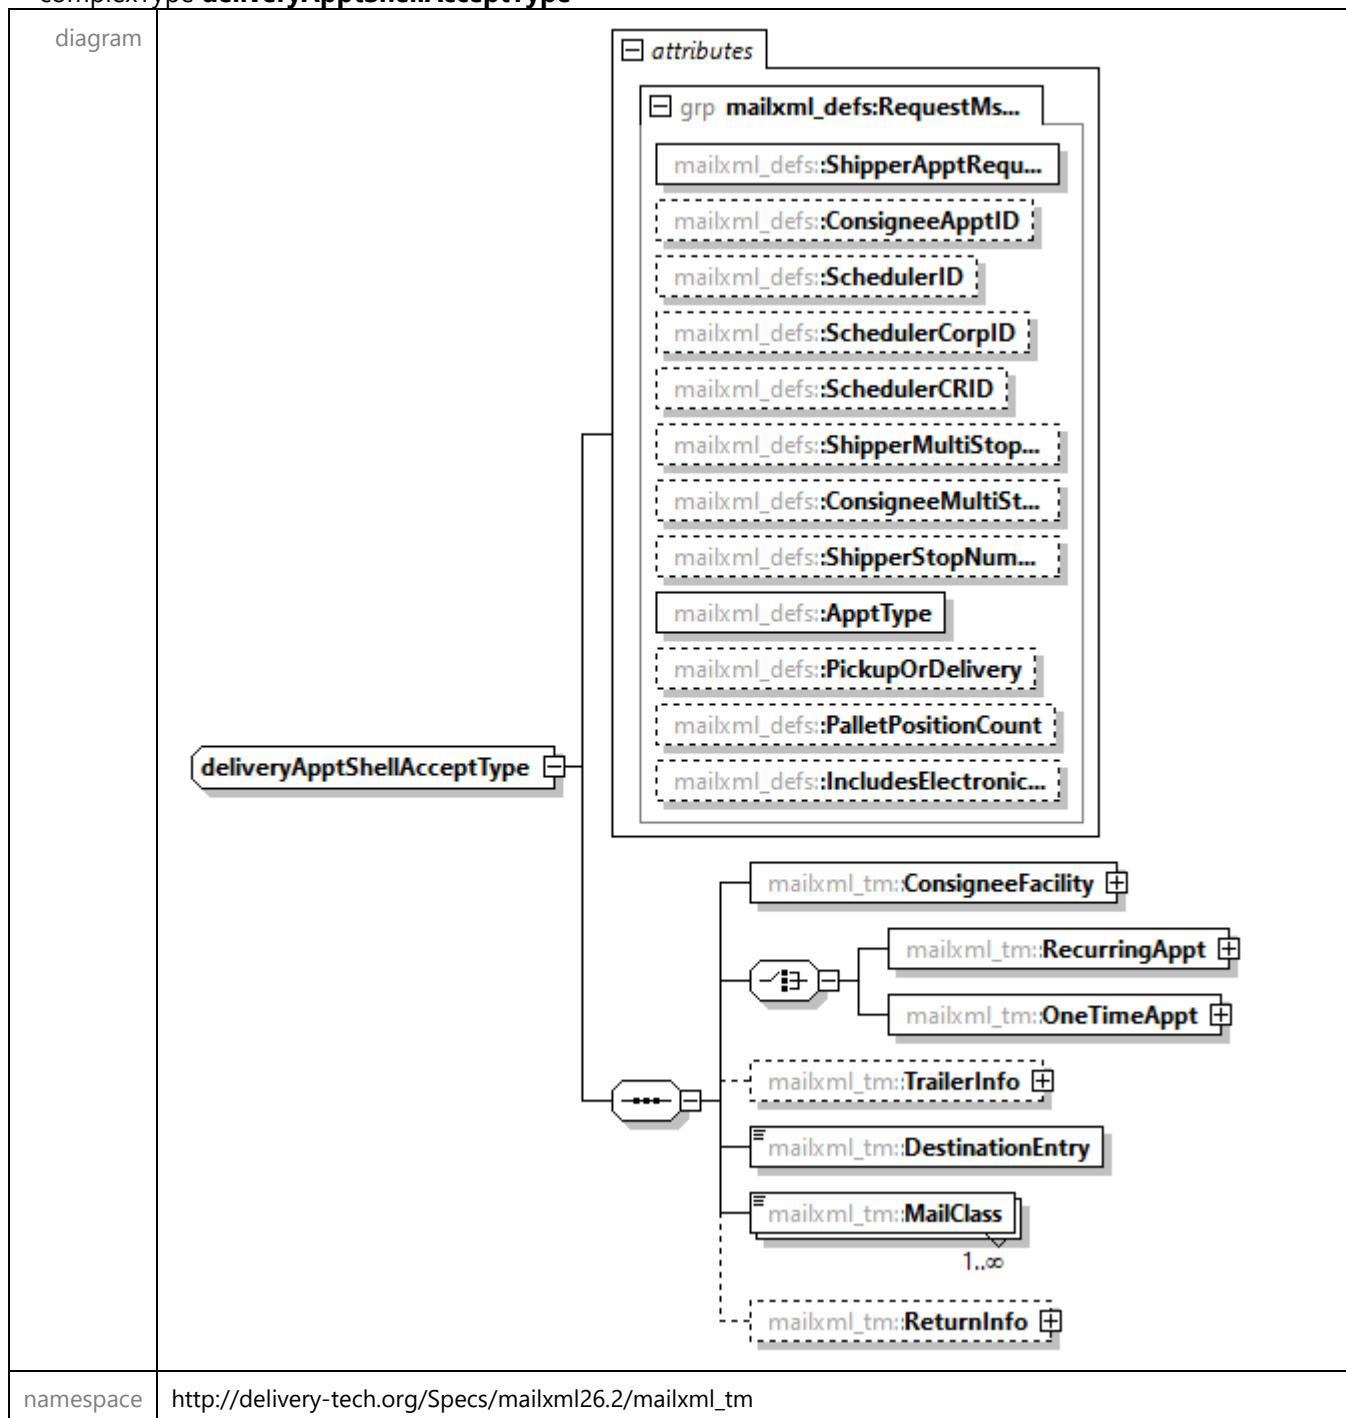 complexType deliveryApptShellAcceptType
diagram
attributes
grp mailxml_defs:RequestMs...
mailxml_defs::ShipperApptRequ...
mailxml_defs::ConsigneeApptID
mailxml_defs::SchedulerID
mailxml_defs::SchedulerCorpID
mailxml_defs::SchedulerCRID
mailxml_defs::ShipperMultiStop...
mailxml_defs::ConsigneeMultiSt...
mailxml_defs::ShipperStopNum...
mailxml_defs::ApptType
mailxml_defs::PickupOrDelivery
mailxml_defs::PalletPositionCount
mailxml_defs::IncludesElectronic...
deliveryApptShellAcceptType
mailxml_tm::ConsigneeFacility
mailxml_tm::RecurringAppt
mailxml_tm::OneTimeAppt
mailxml_tm::TrailerInfo
mailxml_tm::DestinationEntry
mailxml_tm::MailClass
1..∞
mailxml_tm::ReturnInfo
namespace http://delivery-tech.org/Specs/mailxml26.2/mailxml_tm